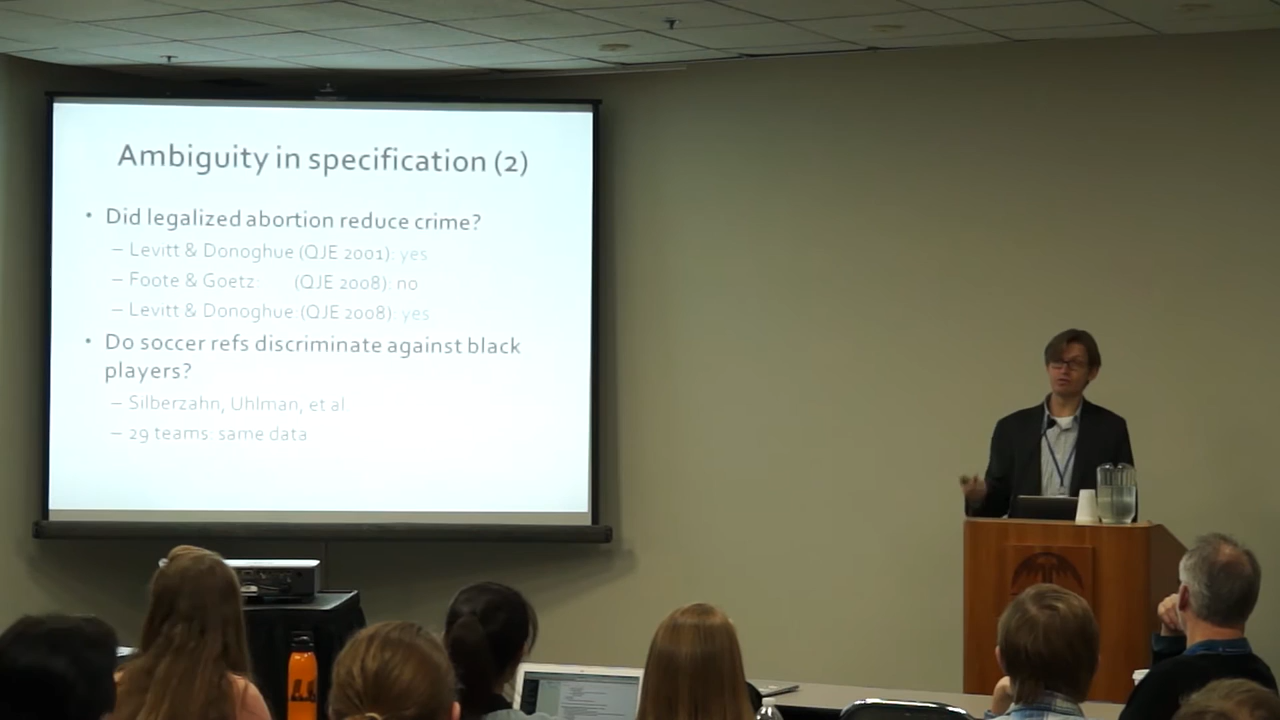 Ambiguity in specification (2)
• Did legalized abortion reduce crime?
– Levitt & Donoghue (QJE 2001): yes
– Foote & Goetz: (QJE 2008): no
– Levitt & Donoghue (QJE 2008): yes
• Do soccer refs discriminate against black
players?
– Silberzahn, Uhlman, et al
– 29 teams: same data